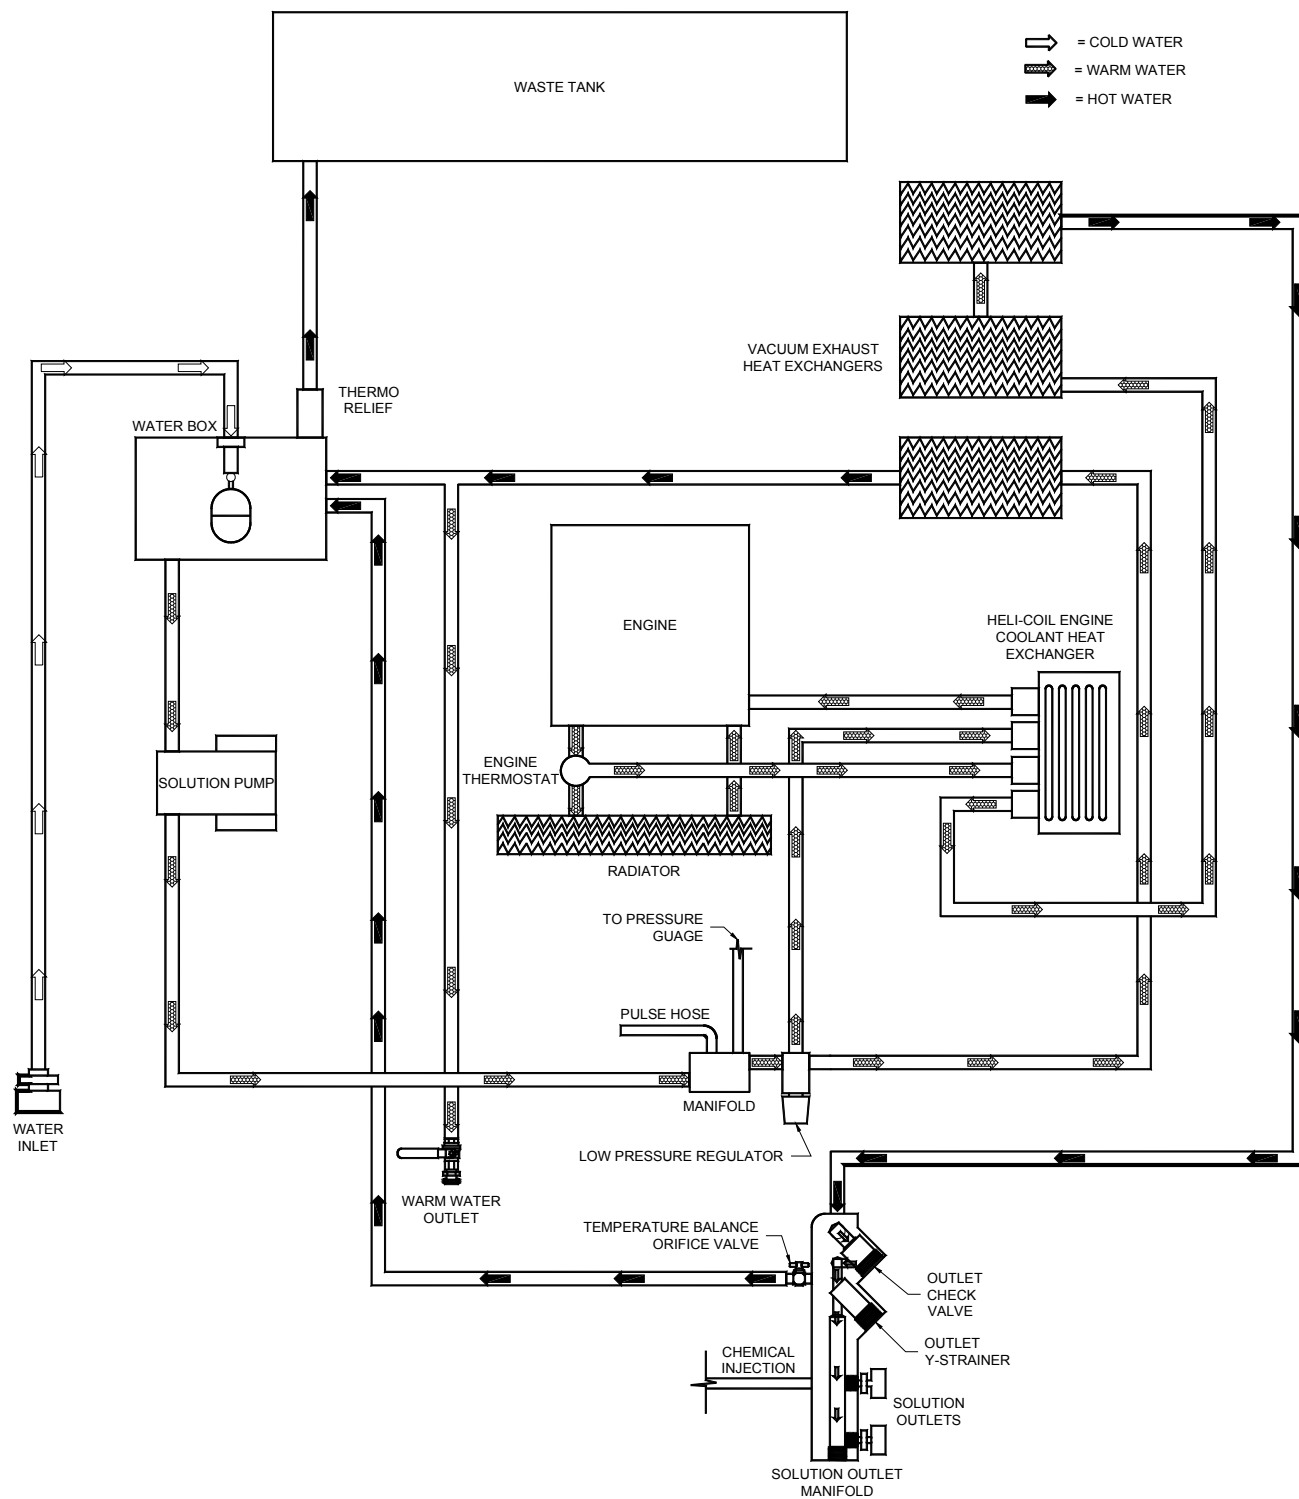 WASTE TANK
= COLD WATER
= WARM WATER
= HOT WATER
VACUUM EXHAUST
HEAT EXCHANGERS
THERMO
RELIEF
WATER BOX
ENGINE
HELI-COIL ENGINE
COOLANT HEAT
EXCHANGER
ENGINE
THERMOSTAT
SOLUTION PUMP
RADIATOR
TO PRESSURE
GUAGE
PULSE HOSE
MANIFOLD
WATER
INLET
LOW PRESSURE REGULATOR
WARM WATER
OUTLET
TEMPERATURE BALANCE
ORIFICE VALVE
OUTLET
CHECK
VALVE
OUTLET
Y-STRAINER
CHEMICAL
INJECTION
SOLUTION
OUTLETS
SOLUTION OUTLET
MANIFOLD